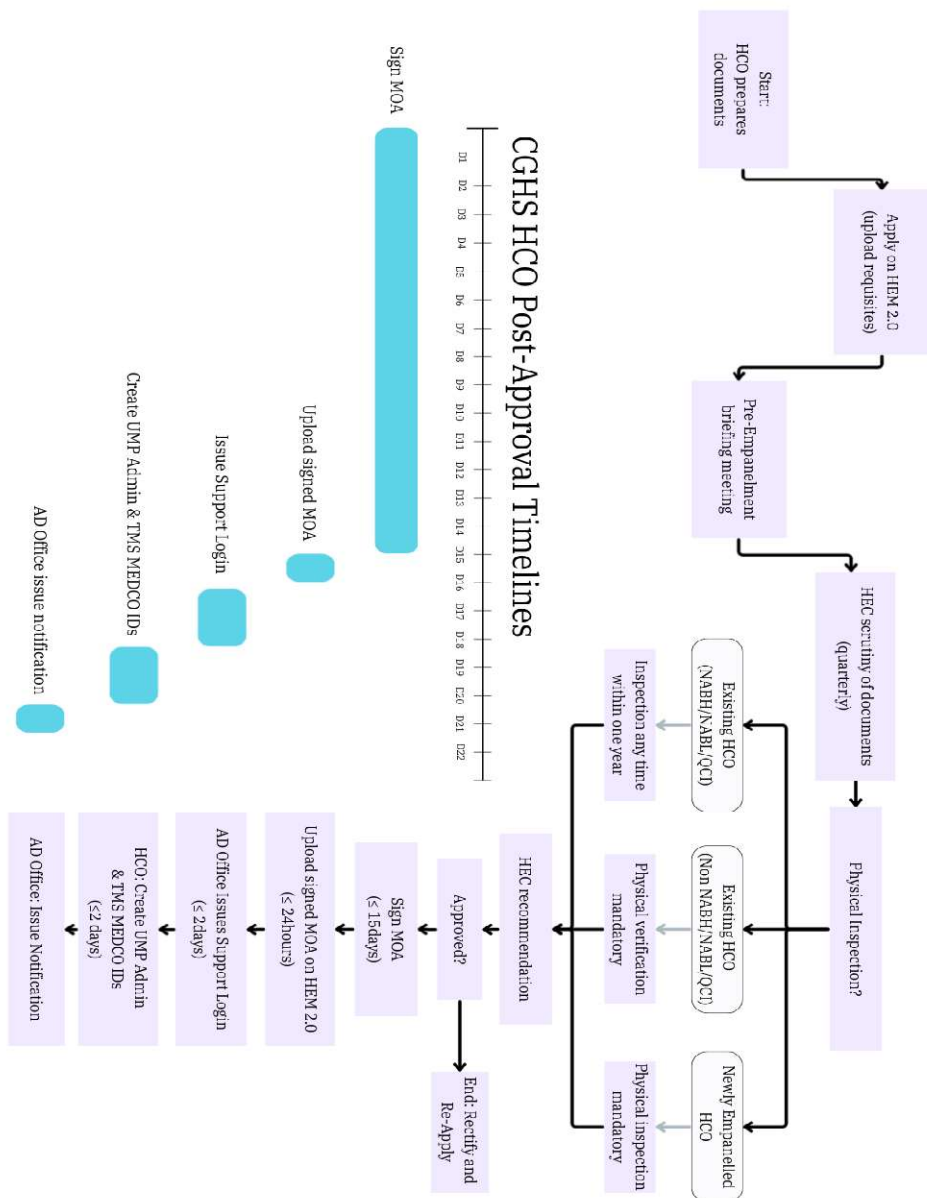 Start:
HCO prepares
documents
Apply on HEM 2.0
(upload requisites)
Pre-Empanelment
briefing meeting
HEC scrutiny of documents
(quarterly)
Physical Inspection?
Existing HCO
(NABH/NABL/QCI)
Existing HCO
(Non NABH/NABL/QCI)
Newly Empanelled
HCO
Inspection any time
within one year
Physical verification
mandatory
Physical inspection
mandatory
HEC recommendation
Approved?
End: Rectify and
Re-Apply
Sign MOA
(≤ 15days)
Upload signed MOA on HEM 2.0
(≤ 24hours)
AD Office Issues Support Login
(≤ 2days)
HCO: Create UMP Admin
& TMS MEDCO IDs
(≤2 days)
AD Office: Issue Notification
CGHS HCO Post-Approval Timelines
D1 D2 D3 D4 D5 D6 D7 D8 D9 D10 D11 D12 D13 D14 D15 D16 D17 D18 D19 D20 D21 D22
Sign MOA
Upload signed MOA
Issue Support Login
Create UMP Admin & TMS MEDCO IDs
AD Office issue notification